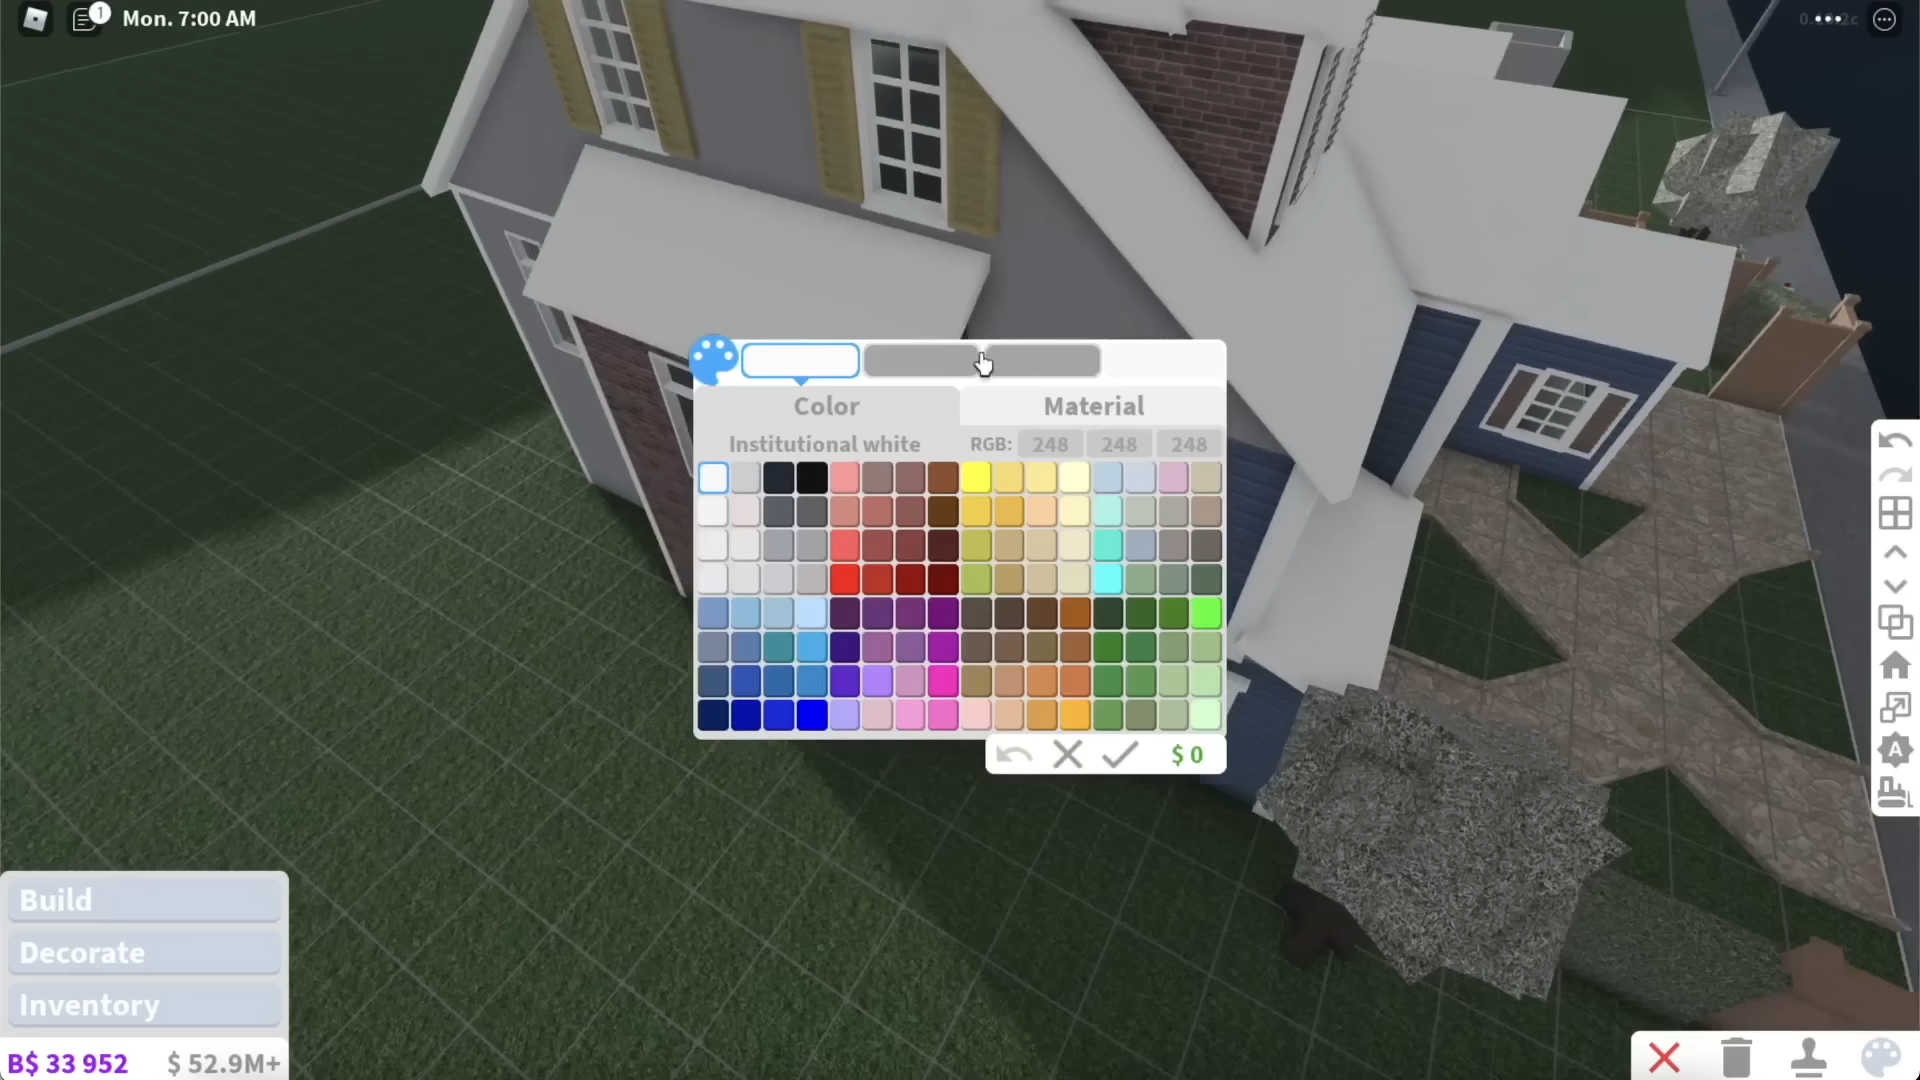 1
Mon. 7:00 AM
Color
Material
Institutional white
RGB: 248 248 248
$ 0
A
Build
Decorate
Inventory
B$ 33 952
$ 52.9M+